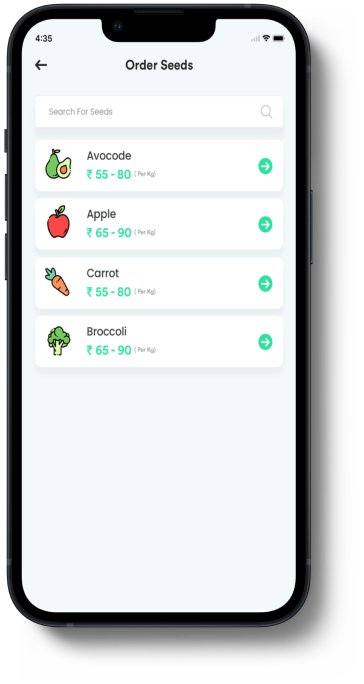 4:35
Order Seeds
Search For Seeds
Avocode
₹ 55 - 80 (Per Kg)
Apple
₹ 65 - 90 (Per Kg)
Carrot
₹ 55 - 80 (Per Kg)
Broccoli
₹ 65 - 90 (Per Kg)